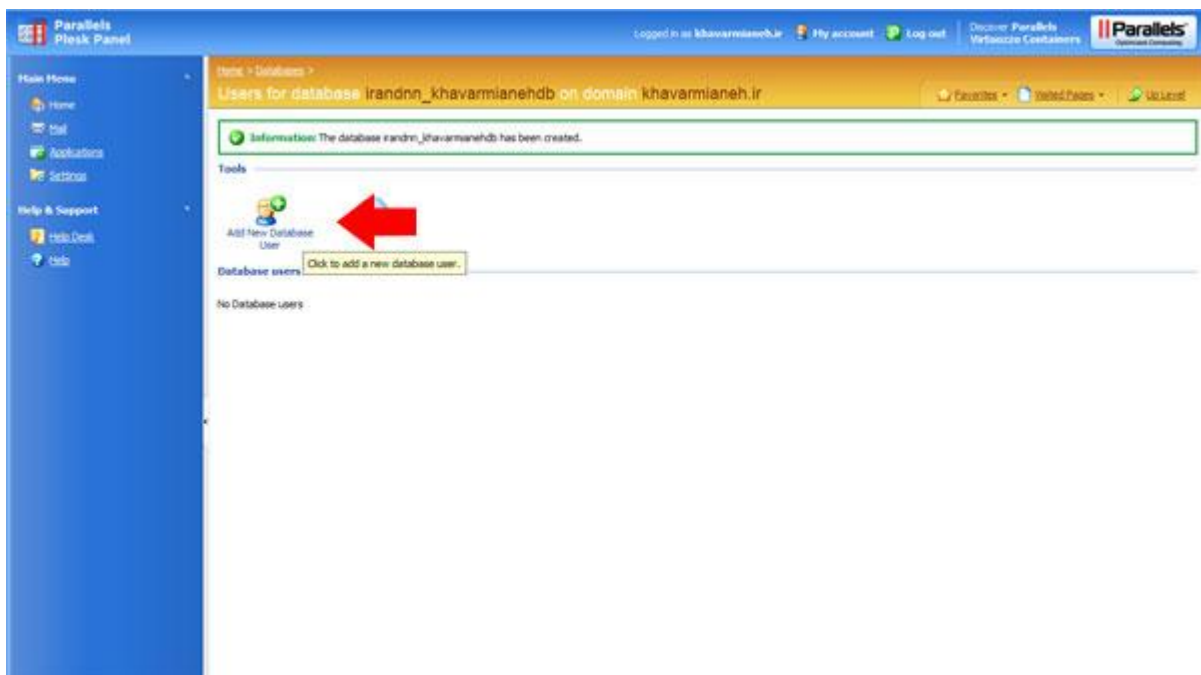 Parallels
Plesk Panel
Logged in as khavarmianeh.ir My account Log out
Discover Parallels
Virtuozzo Containers
Parallels
Optimized Computing
Main Menu
Home
Mail
Applications
Settings
Help & Support
Help Desk
Help
Home > Databases >
Users for database irandnn_khavarmianehdb on domain khavarmianeh.ir
Favorites Visited Pages Up Level
Information: The database irandnn_khavarmianehdb has been created.
Tools
Add New Database
User
Click to add a new database user.
Database users
No Database users